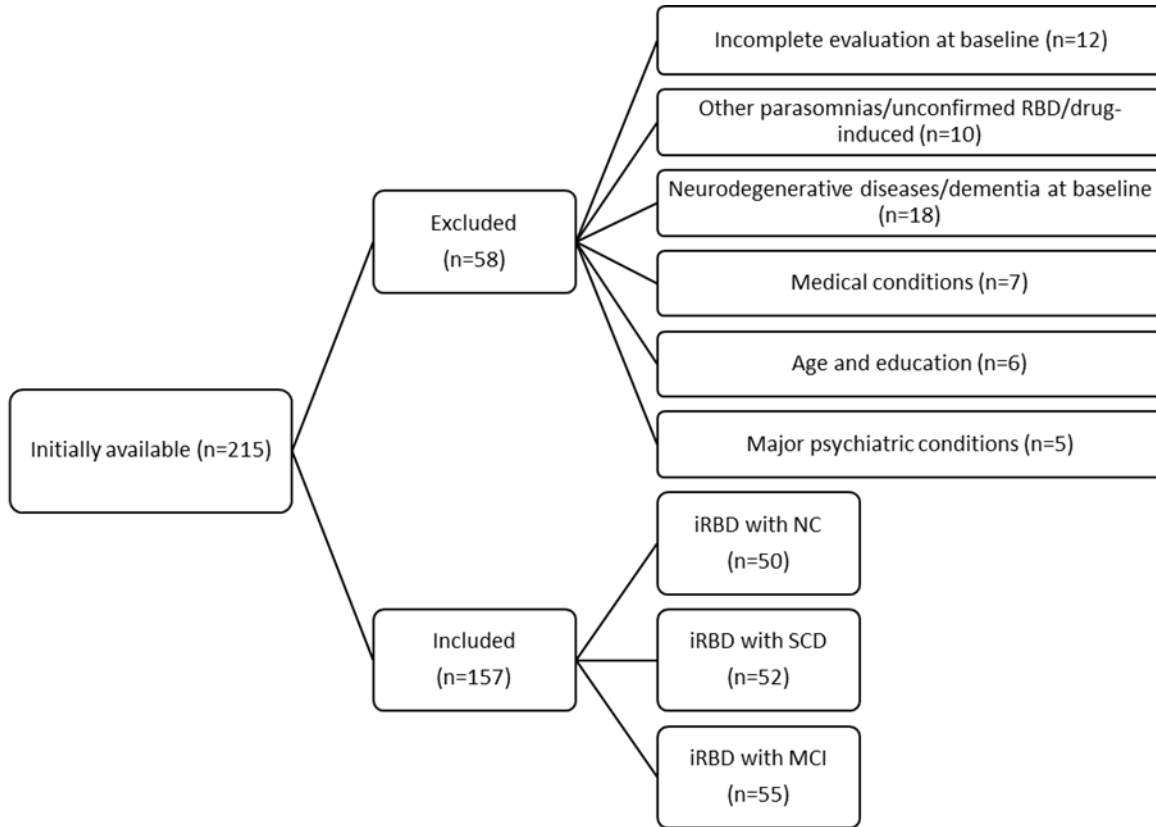 Initially available (n=215)
Excluded
(n=58)
Incomplete evaluation at baseline (n=12)
Other parasomnias/unconfirmed RBD/drug-
induced (n=10)
Neurodegenerative diseases/dementia at baseline
(n=18)
Medical conditions (n=7)
Age and education (n=6)
Major psychiatric conditions (n=5)
Included
(n=157)
iRBD with NC
(n=50)
iRBD with SCD
(n=52)
iRBD with MCI
(n=55)